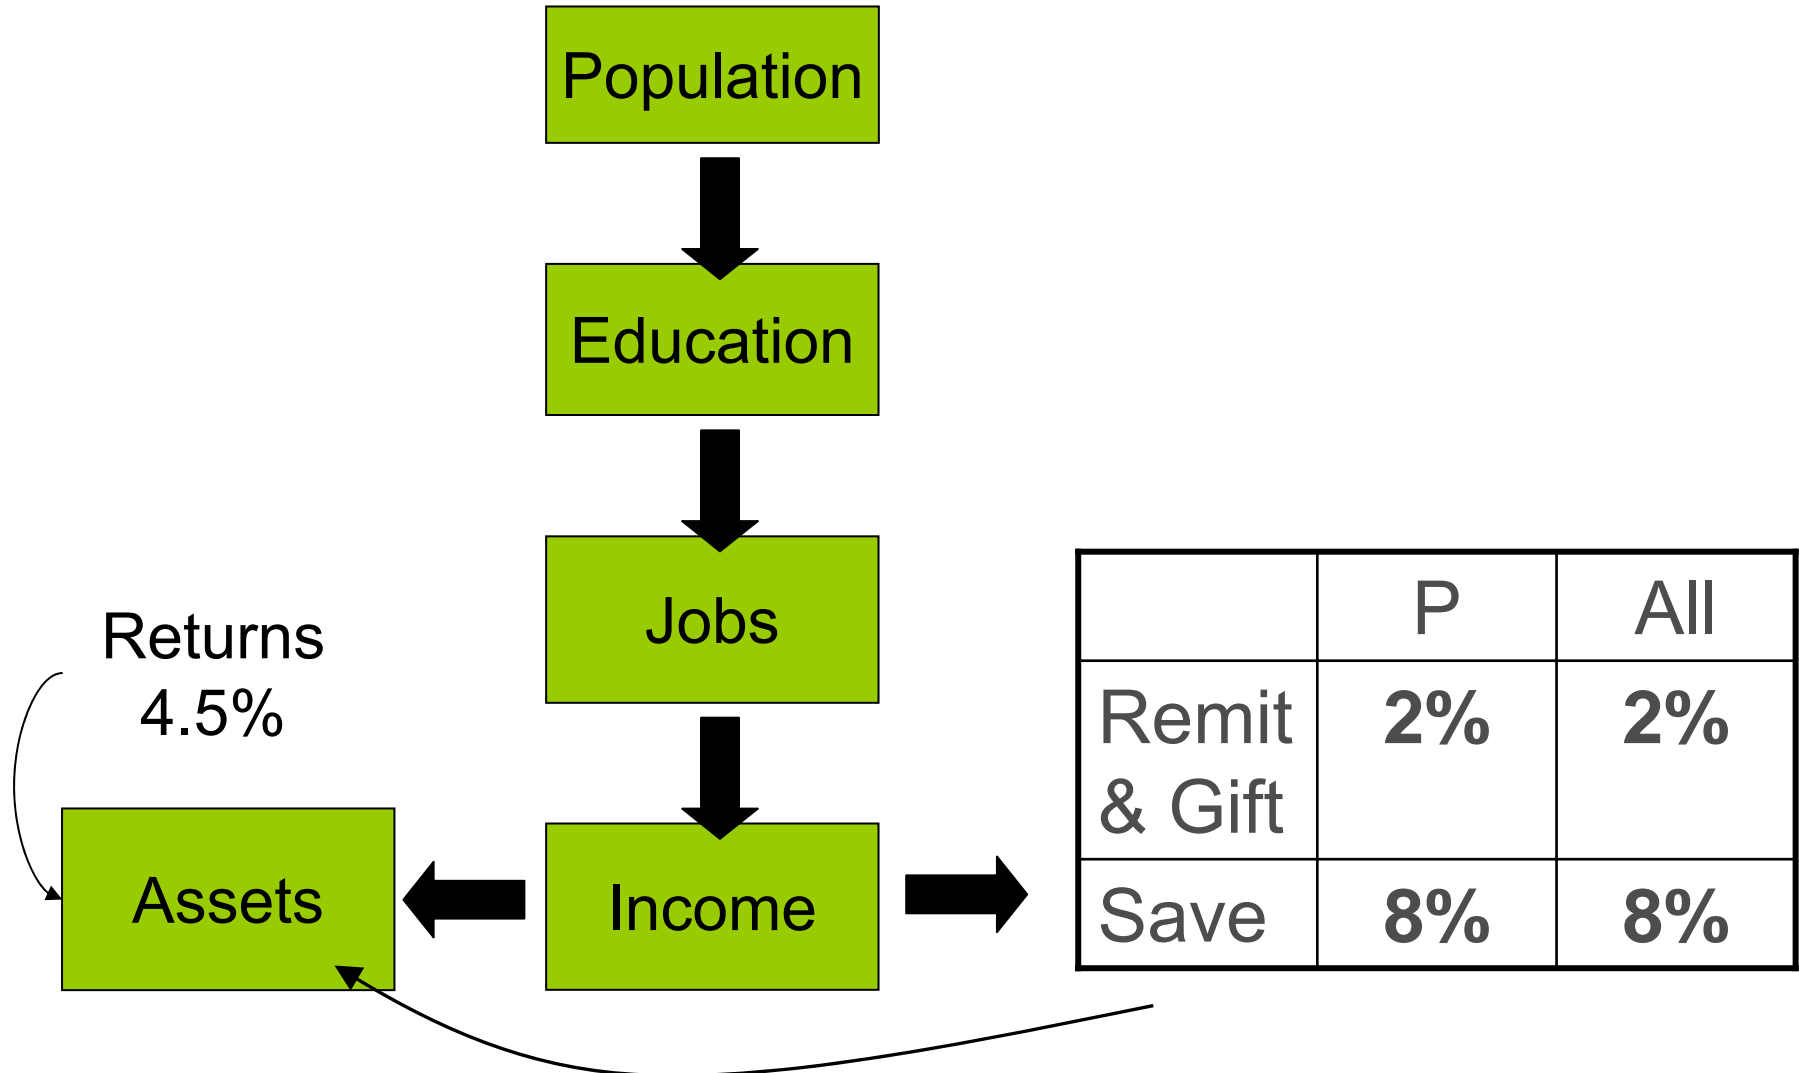 Population
Education
Jobs
Returns
4.5%
Assets
Income
P All
Remit 2% 2%
& Gift
Save 8% 8%